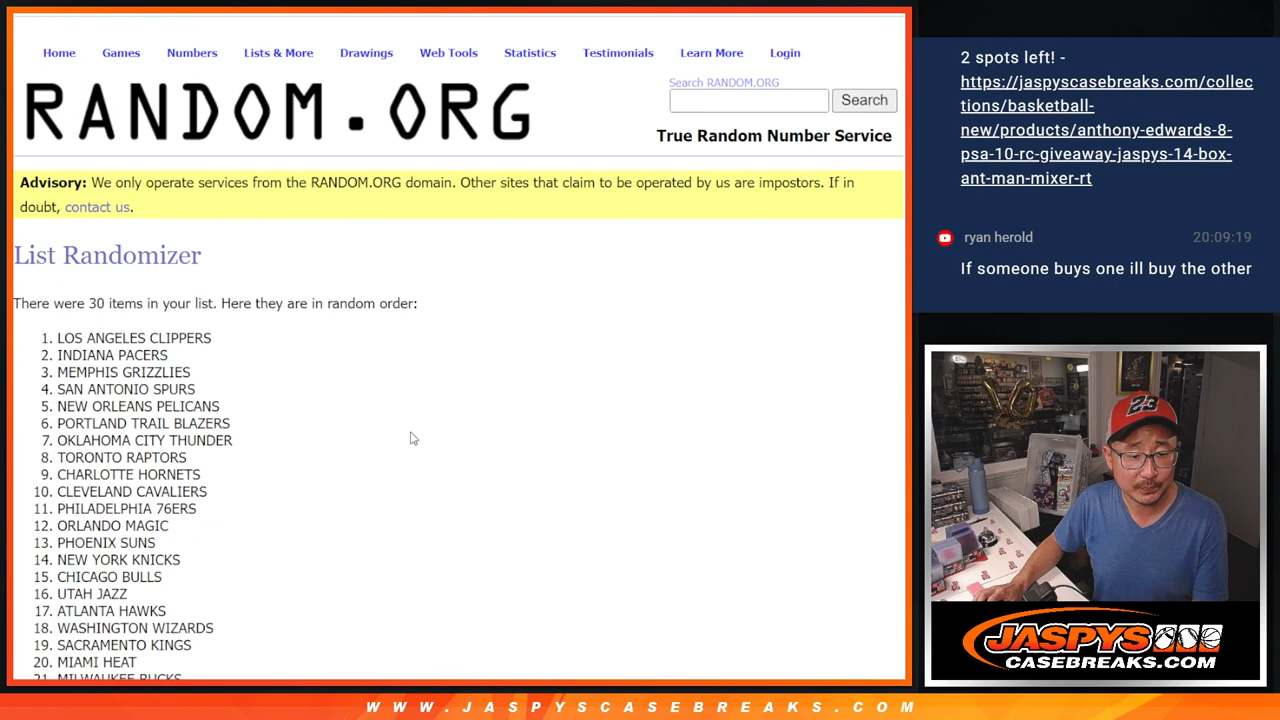 Home Games Numbers Lists & More Drawings Web Tools Statistics Testimonials Learn More Login
RANDOM.ORG
Search RANDOM.ORG
Search
True Random Number Service
Advisory: We only operate services from the RANDOM.ORG domain. Other sites that claim to be operated by us are impostors. If in
doubt, contact us.
List Randomizer
There were 30 items in your list. Here they are in random order:
1. LOS ANGELES CLIPPERS
2. INDIANA PACERS
3. MEMPHIS GRIZZLIES
4. SAN ANTONIO SPURS
5. NEW ORLEANS PELICANS
6. PORTLAND TRAIL BLAZERS
7. OKLAHOMA CITY THUNDER
8. TORONTO RAPTORS
9. CHARLOTTE HORNETS
10. CLEVELAND CAVALIERS
11. PHILADELPHIA 76ERS
12. ORLANDO MAGIC
13. PHOENIX SUNS
14. NEW YORK KNICKS
15. CHICAGO BULLS
16. UTAH JAZZ
17. ATLANTA HAWKS
18. WASHINGTON WIZARDS
19. SACRAMENTO KINGS
20. MIAMI HEAT
21. MILWAUKEE BUCKS
2 spots left! -
https://jaspyscasebreaks.com/collec
tions/basketball-
new/products/anthony-edwards-8-
psa-10-rc-giveaway-jaspys-14-box-
ant-man-mixer-rt
ryan herold 20:09:19
If someone buys one ill buy the other
23
JASPYS
CASEBREAKS.COM
WWW.JASPYSCASEBREAKS.COM